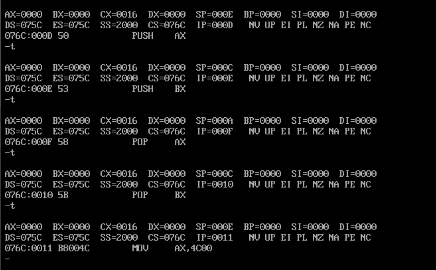 AX=0000  BX=0000  CX=0016  DX=0000  SP=000E  BP=0000  SI=0000  DI=0000
DS=075C  ES=075C  SS=2000  CS=076C  IP=000D   NV UP EI PL NZ NA PE NC
076C:000D 50            PUSH    AX
-t
AX=0000  BX=0000  CX=0016  DX=0000  SP=000C  BP=0000  SI=0000  DI=0000
DS=075C  ES=075C  SS=2000  CS=076C  IP=000E   NV UP EI PL NZ NA PE NC
076C:000E 53            PUSH    BX
-t
AX=0000  BX=0000  CX=0016  DX=0000  SP=000A  BP=0000  SI=0000  DI=0000
DS=075C  ES=075C  SS=2000  CS=076C  IP=000F   NV UP EI PL NZ NA PE NC
076C:000F 58            POP     AX
-t
AX=0000  BX=0000  CX=0016  DX=0000  SP=000C  BP=0000  SI=0000  DI=0000
DS=075C  ES=075C  SS=2000  CS=076C  IP=0010   NV UP EI PL NZ NA PE NC
076C:0010 5B            POP     BX
-t
AX=0000  BX=0000  CX=0016  DX=0000  SP=000E  BP=0000  SI=0000  DI=0000
DS=075C  ES=075C  SS=2000  CS=076C  IP=0011   NV UP EI PL NZ NA PE NC
076C:0011 B8004C        MOV     AX,4C00
-